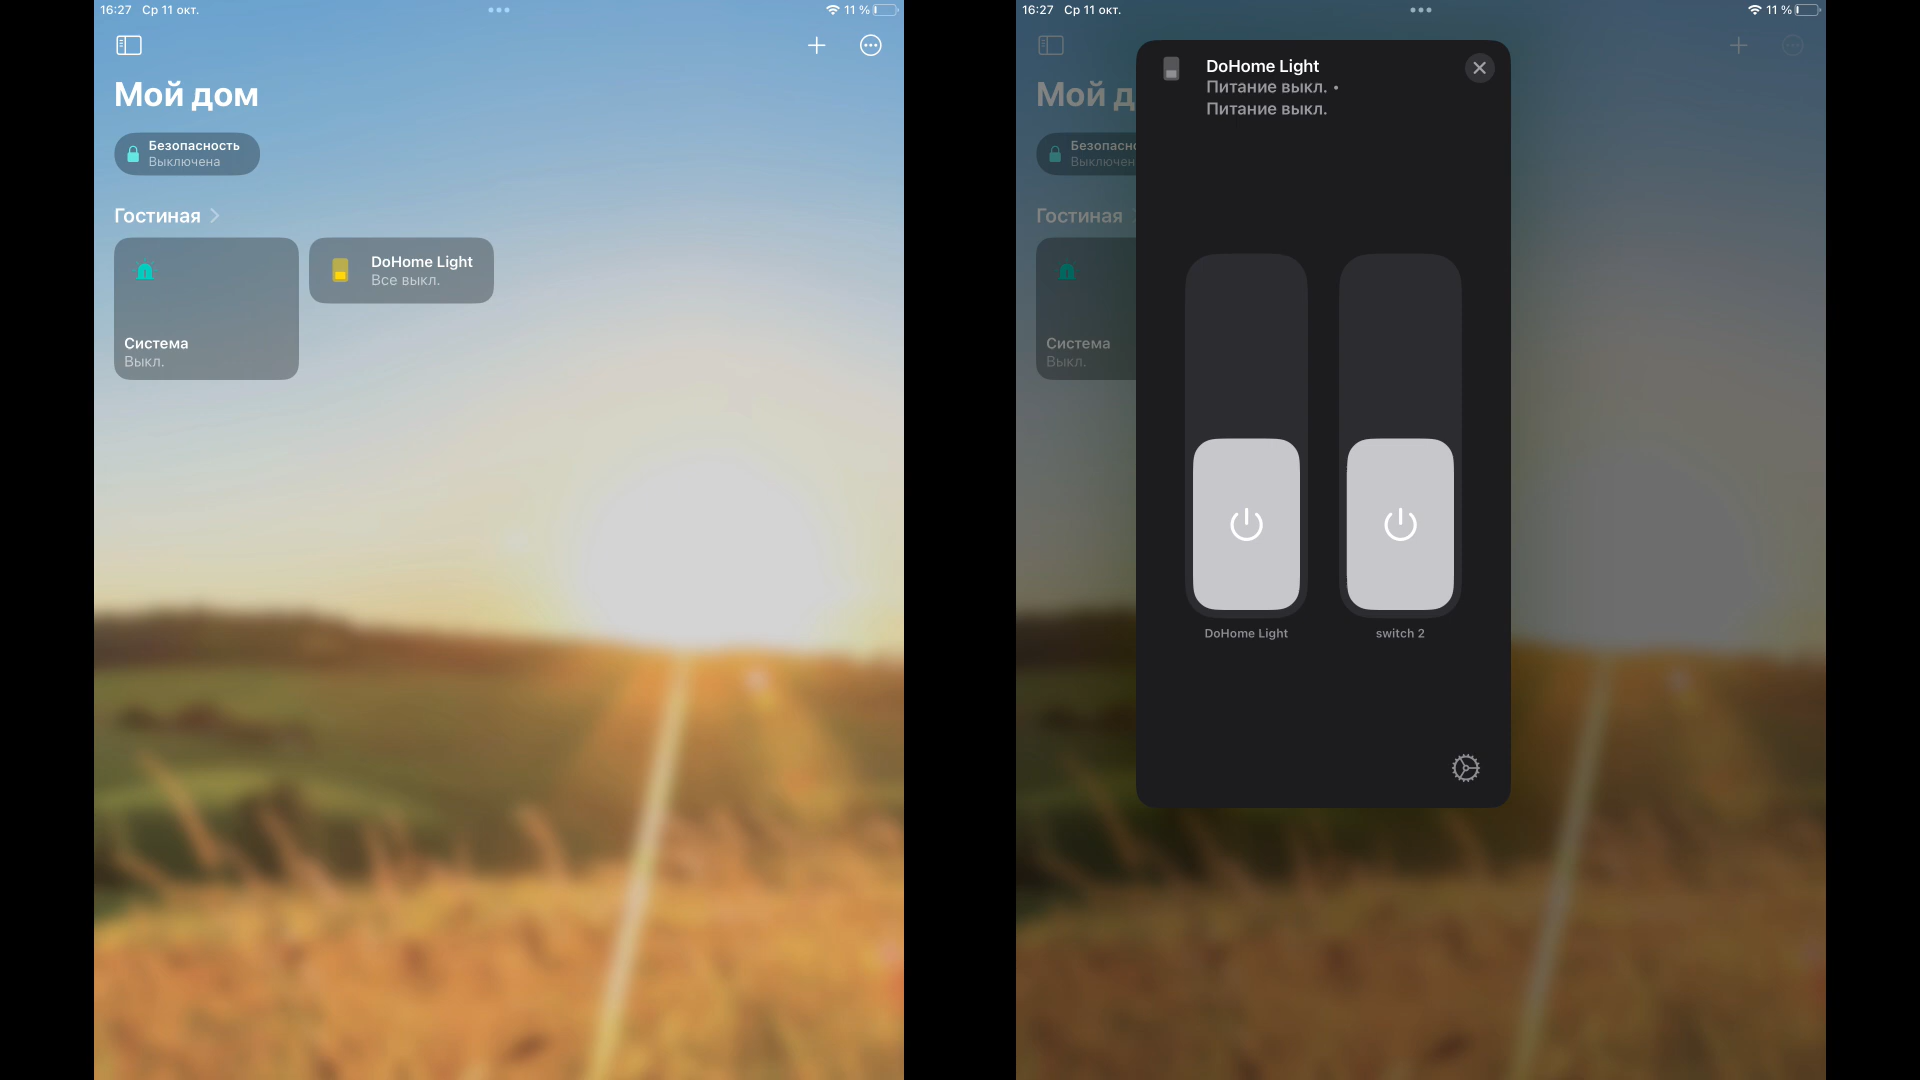 16:27 Ср 11 окт.
11 %
Мой дом
Безопасность
Выключена
Гостиная
DoHome Light
Все выкл.
Система
Выкл.
16:27 Ср 11 окт.
11 %
Мой д
Безопасно
Выключен
Гостиная
Система
Выкл.
DoHome Light
Питание выкл. •
Питание выкл.
DoHome Light
switch 2